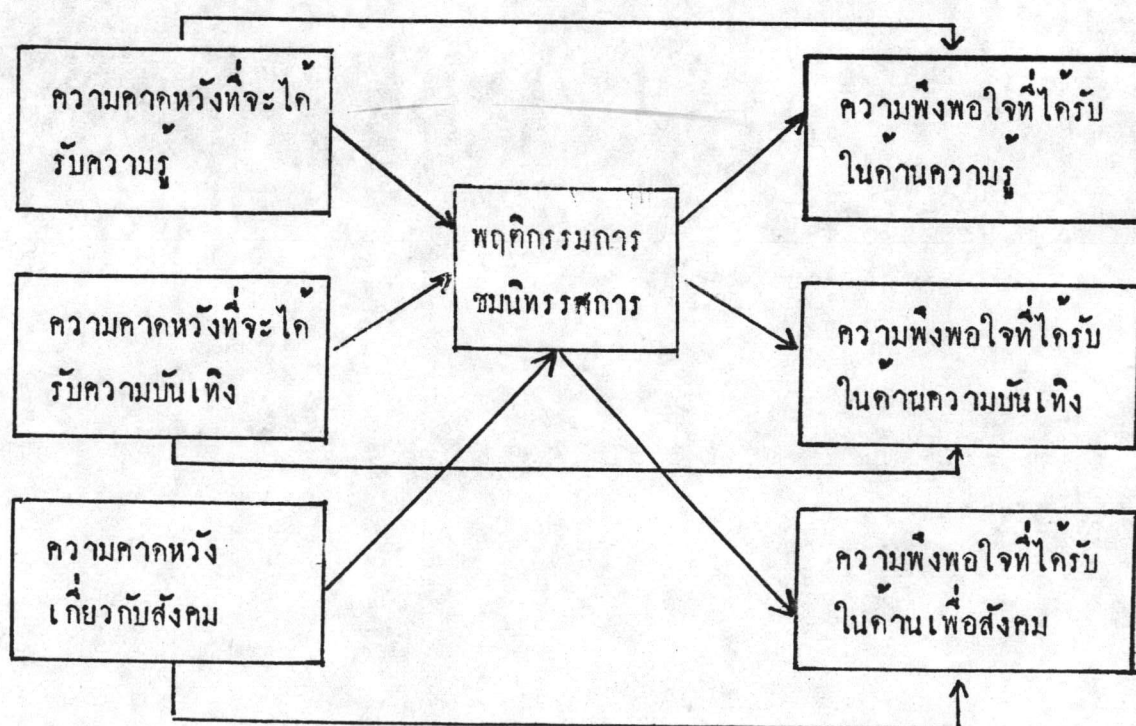 ความคาดหวังที่จะได้
รับความรู้
ความพึงพอใจที่ได้รับ
ในด้านความรู้
พฤติกรรมการ
ชมนิทรรศการ
ความคาดหวังที่จะได้
รับความบันเทิง
ความพึงพอใจที่ได้รับ
ในด้านความบันเทิง
ความคาดหวัง
เกี่ยวกับสังคม
ความพึงพอใจที่ได้รับ
ในด้านเพื่อสังคม